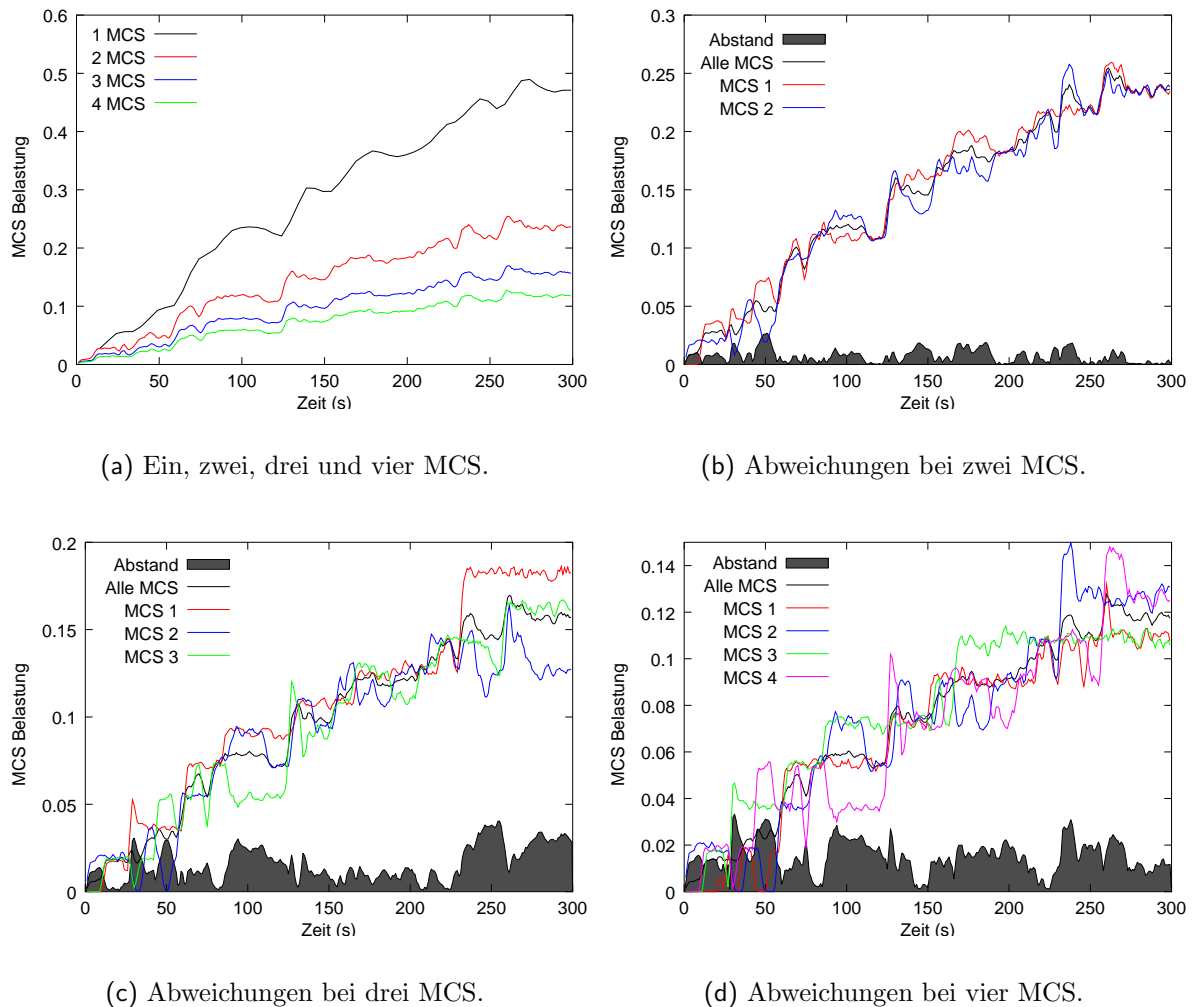 0.6
0.5
0.4
0.3
0.2
0.1
0
MCS Belastung
1 MCS
2 MCS
3 MCS
4 MCS
0 50 100 150 200 250 300
Zeit (s)
(a) Ein, zwei, drei und vier MCS.
0.3
0.25
0.2
0.15
0.1
0.05
0
MCS Belastung
Abstand
Alle MCS
MCS 1
MCS 2
0 50 100 150 200 250 300
Zeit (s)
(b) Abweichungen bei zwei MCS.
0.2
0.15
0.1
0.05
0
MCS Belastung
Abstand
Alle MCS
MCS 1
MCS 2
MCS 3
0 50 100 150 200 250 300
Zeit (s)
(c) Abweichungen bei drei MCS.
0.14
0.12
0.1
0.08
0.06
0.04
0.02
0
MCS Belastung
Abstand
Alle MCS
MCS 1
MCS 2
MCS 3
MCS 4
0 50 100 150 200 250 300
Zeit (s)
(d) Abweichungen bei vier MCS.